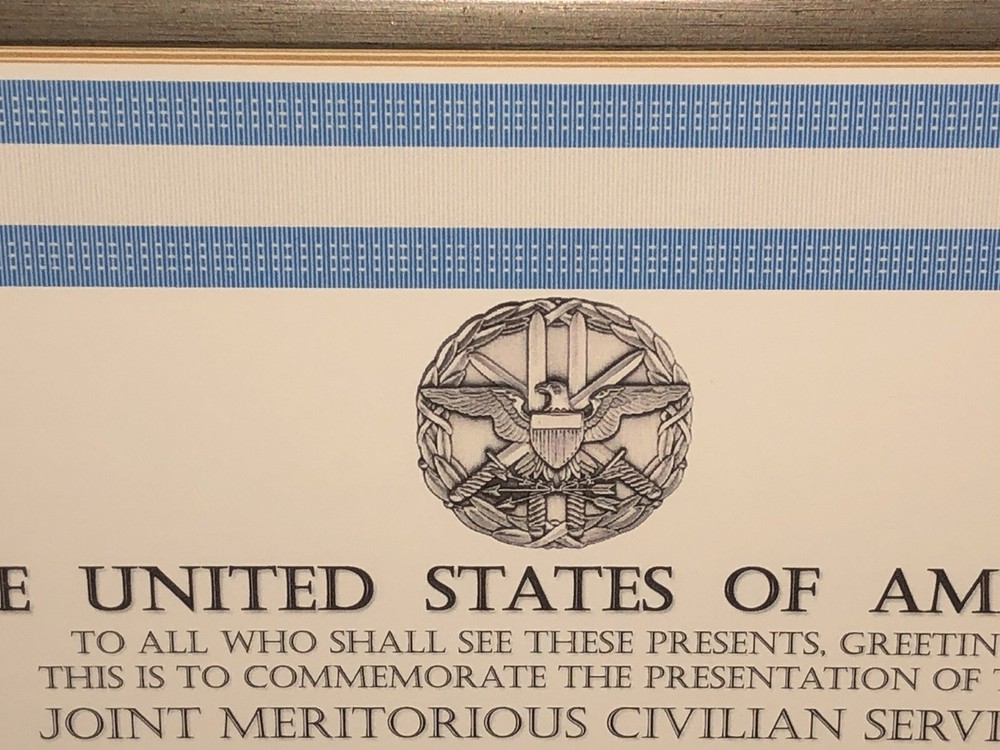 E UNITED STATES OF AM
TO ALL WHO SHALL SEE THESE PRESENTS, GREETIN
THIS IS TO COMMEMORATE THE PRESENTATION OF
JOINT MERITORIOUS CIVILIAN SERVI